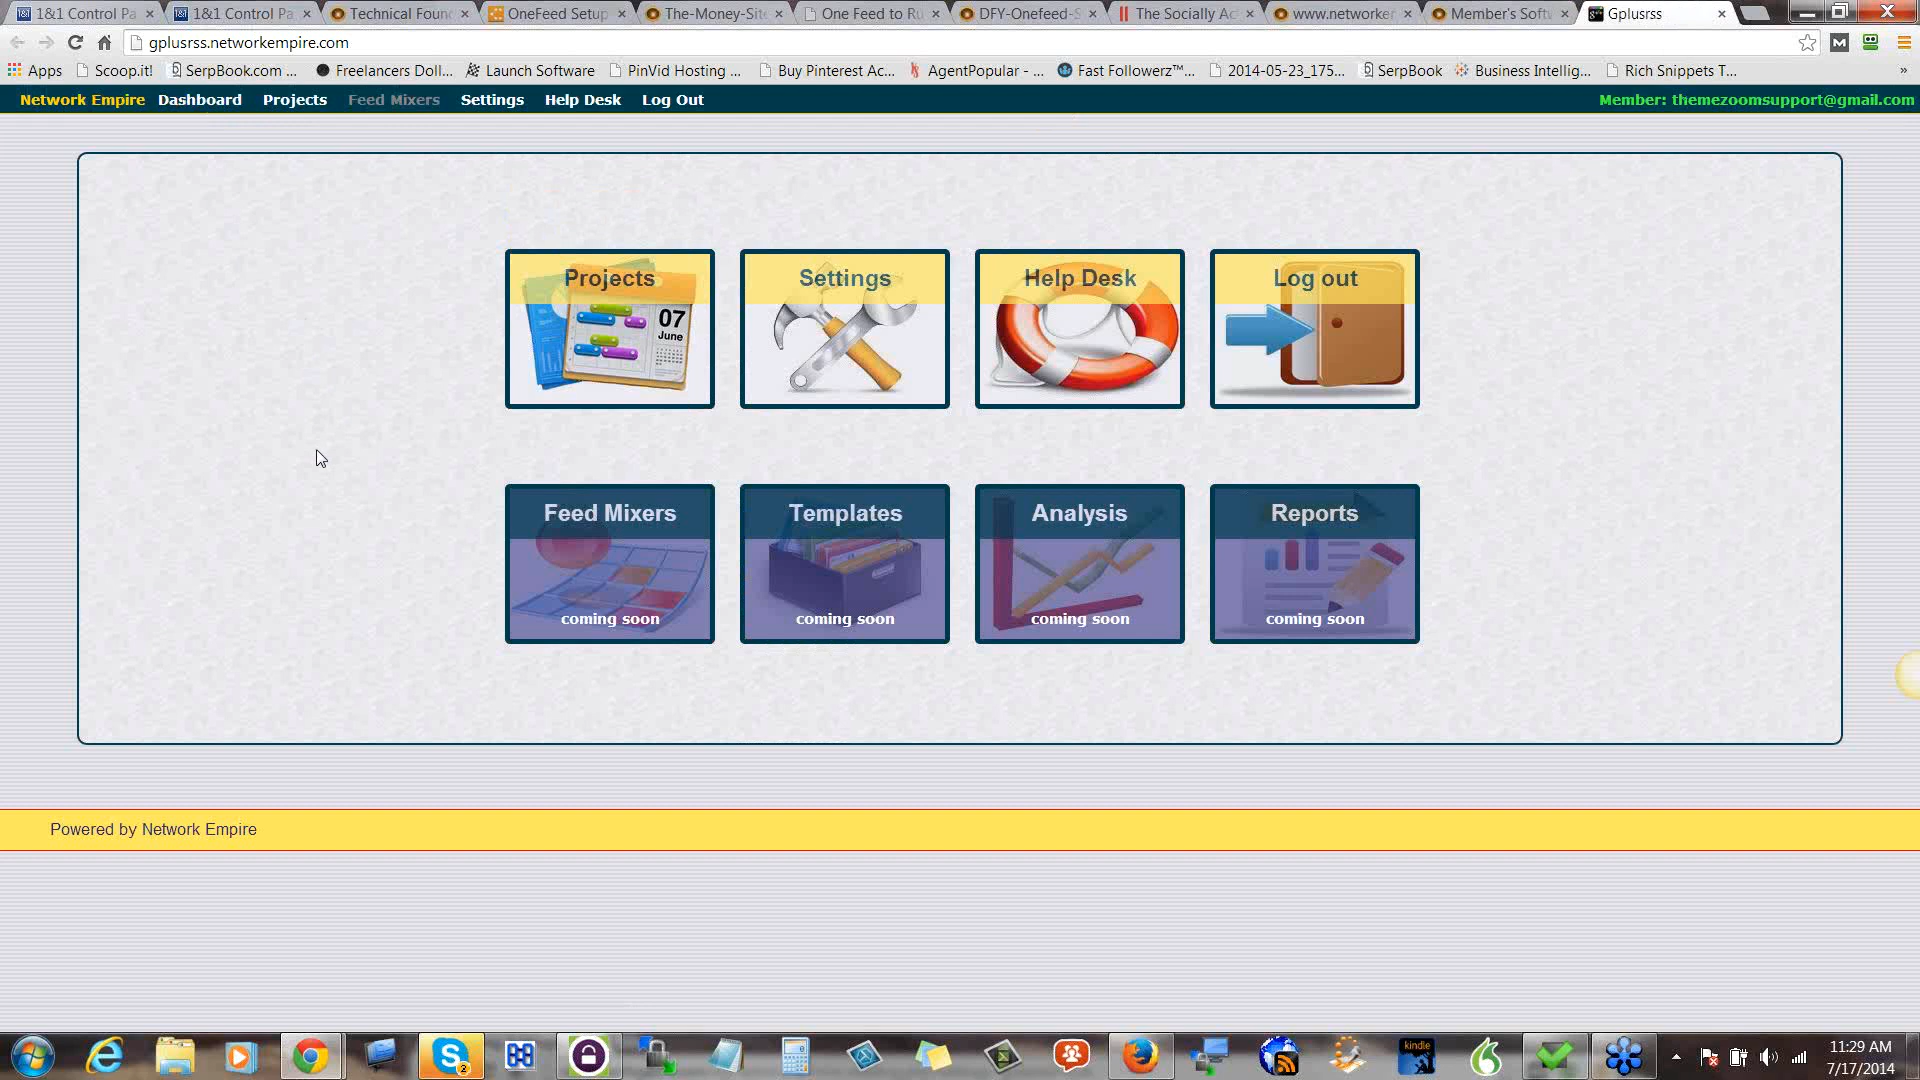 1&1 Control Pa
1&1 Control Pa
Technical Foun
OneFeed Setup
The-Money-Site
One Feed to Ru
DFY-Onefeed-S
The Socially Ac
www.networker
Member's Softw
Gplusrss
gplusrss.networkempire.com
Apps Scoop.it! SerpBook.com ... Freelancers Doll... Launch Software PinVid Hosting ... Buy Pinterest Ac... AgentPopular - ... Fast Followerz™... 2014-05-23_175... SerpBook Business Intellig... Rich Snippets T... »
Network Empire Dashboard Projects Feed Mixers Settings Help Desk Log Out Member: themezoomsupport@gmail.com
Projects
07
June
Settings
Help Desk
Log out
Feed Mixers
coming soon
Templates
coming soon
Analysis
coming soon
Reports
coming soon
Powered by Network Empire
2
kindle
11:29 AM
7/17/2014